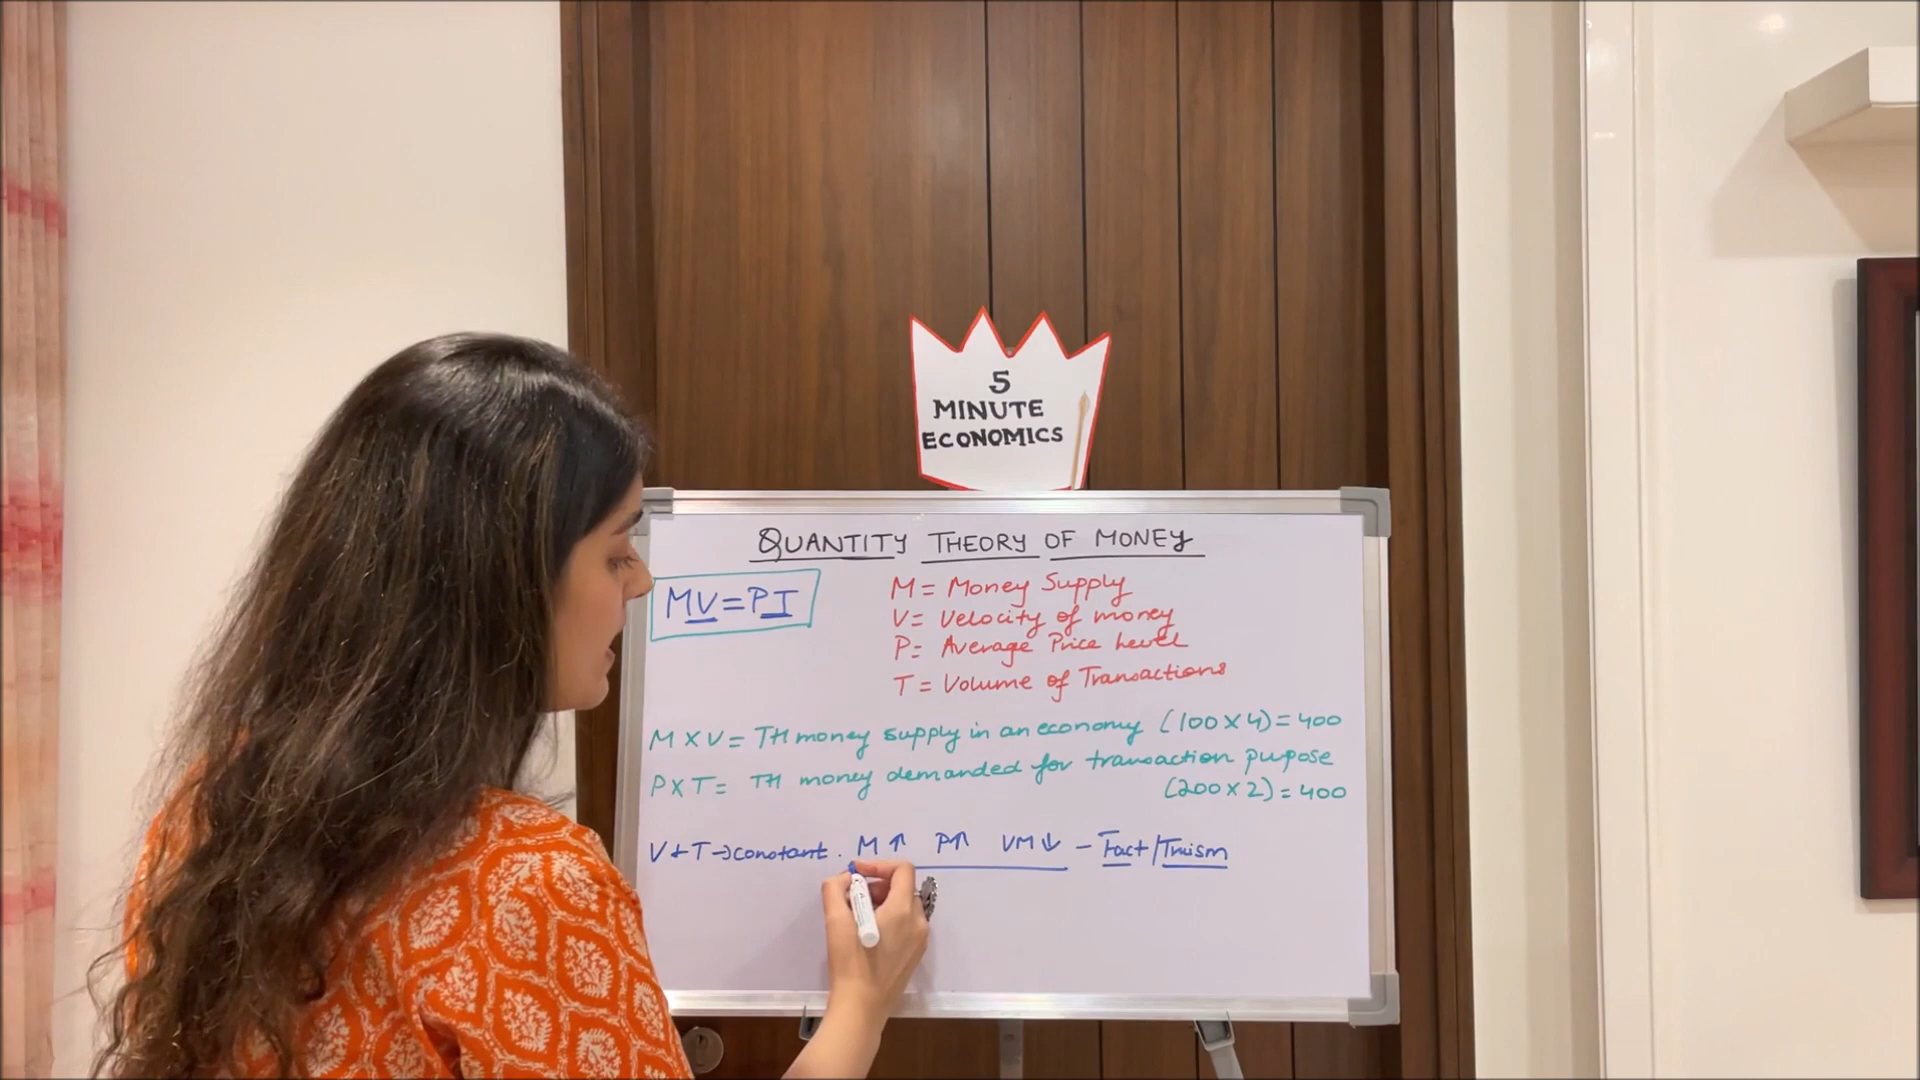 5
MINUTE
ECONOMICS
QUANTITY THEORY OF MONEY
MV=PT
M = Money Supply
V = Velocity of money
P = Average Price Level
T = Volume of Transactions
M X V = TH money supply in an economy (100 X 4) = 400
P X T = TH money demanded for transaction purpose
(200 X 2) = 400
V + T → constant. M ↑ P↑ VM ↓ - Fact/Truism